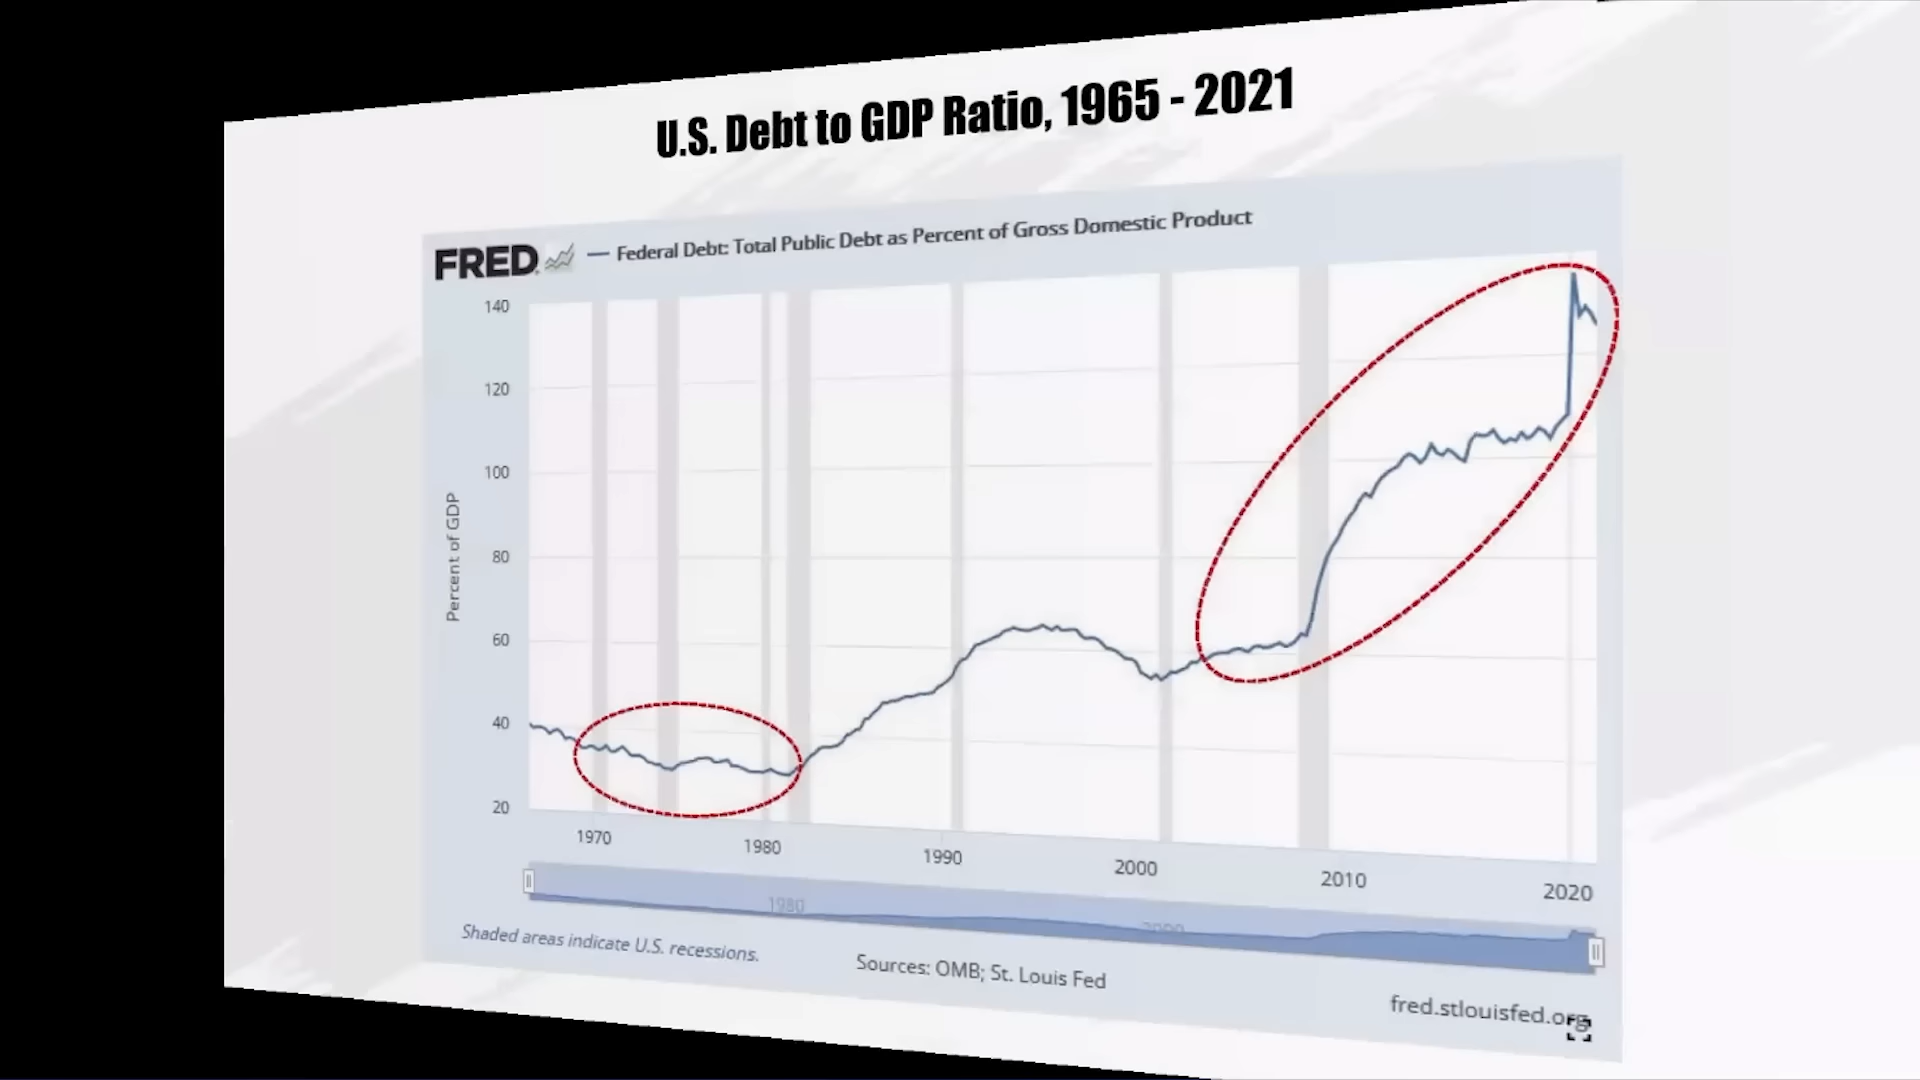 U.S. Debt to GDP Ratio, 1965 - 2021
FRED — Federal Debt: Total Public Debt as Percent of Gross Domestic Product
140
120
100
80
60
40
20
Percent of GDP
1970 1980 1990 2000 2010 2020
1980 2000
Shaded areas indicate U.S. recessions.
Sources: OMB; St. Louis Fed
fred.stlouisfed.org